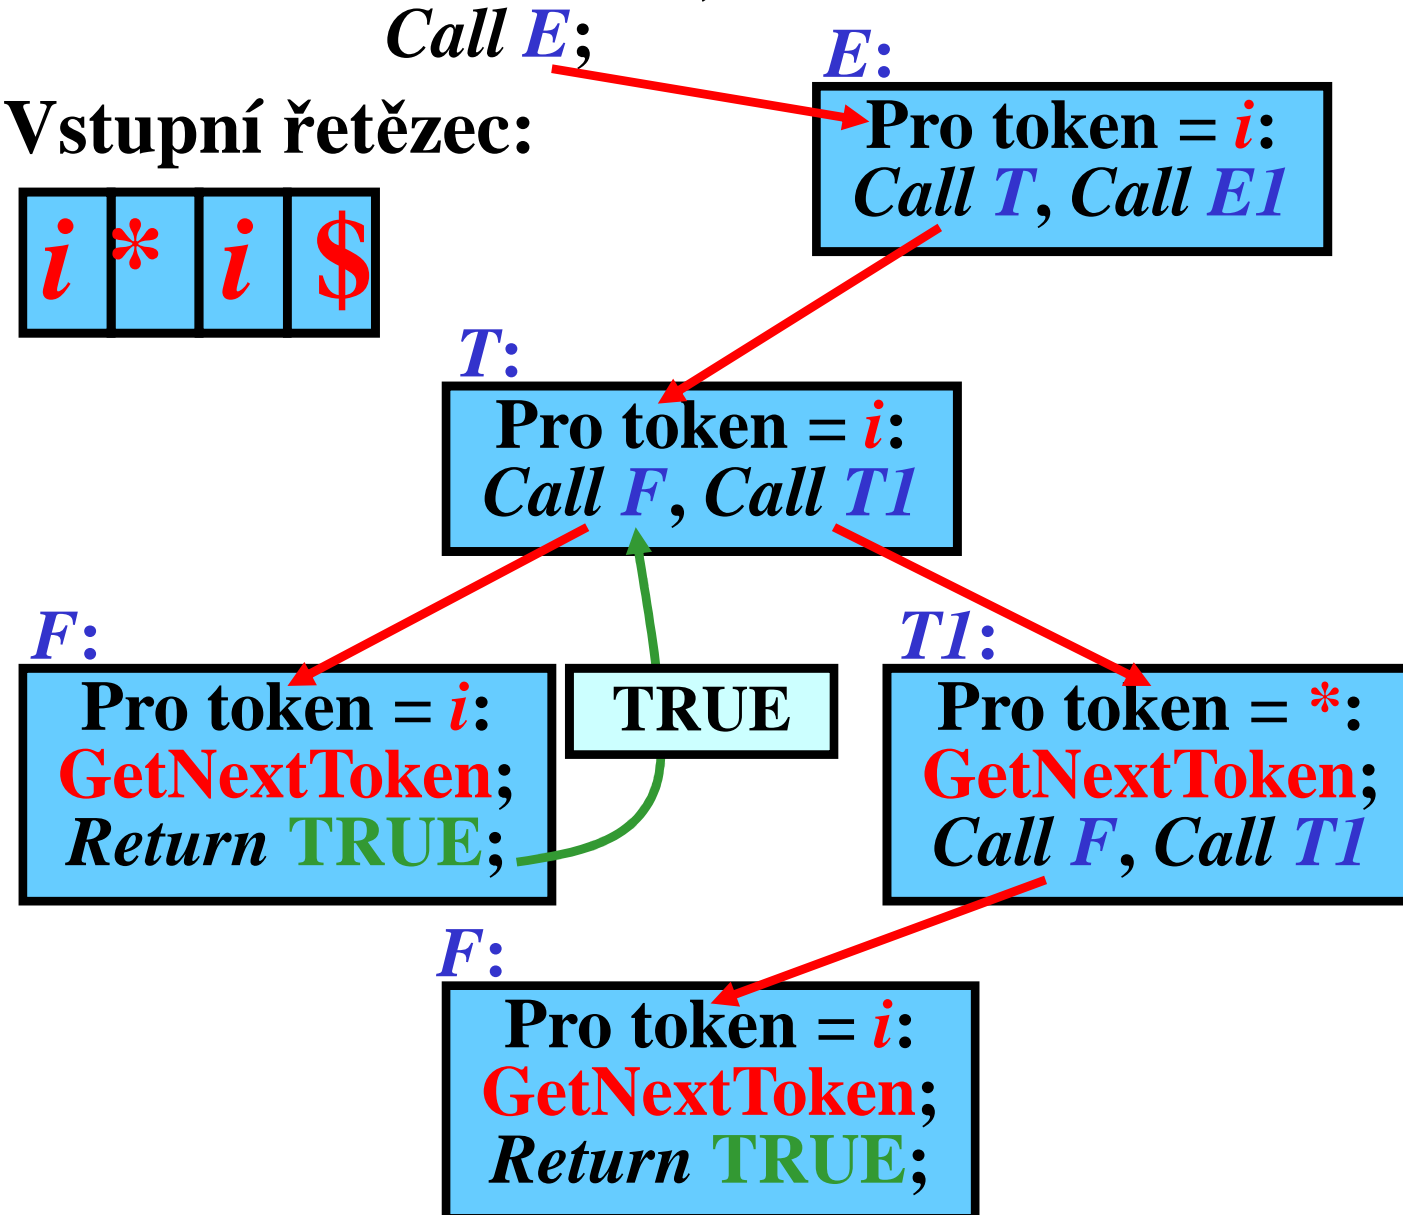 Call E;
E:
Pro token = i:
Call T, Call E1
Vstupní řetězec:
i * i $
T:
Pro token = i:
Call F, Call T1
F:
Pro token = i:
GetNextToken;
Return TRUE;
TRUE
T1:
Pro token = *:
GetNextToken;
Call F, Call T1
F:
Pro token = i:
GetNextToken;
Return TRUE;